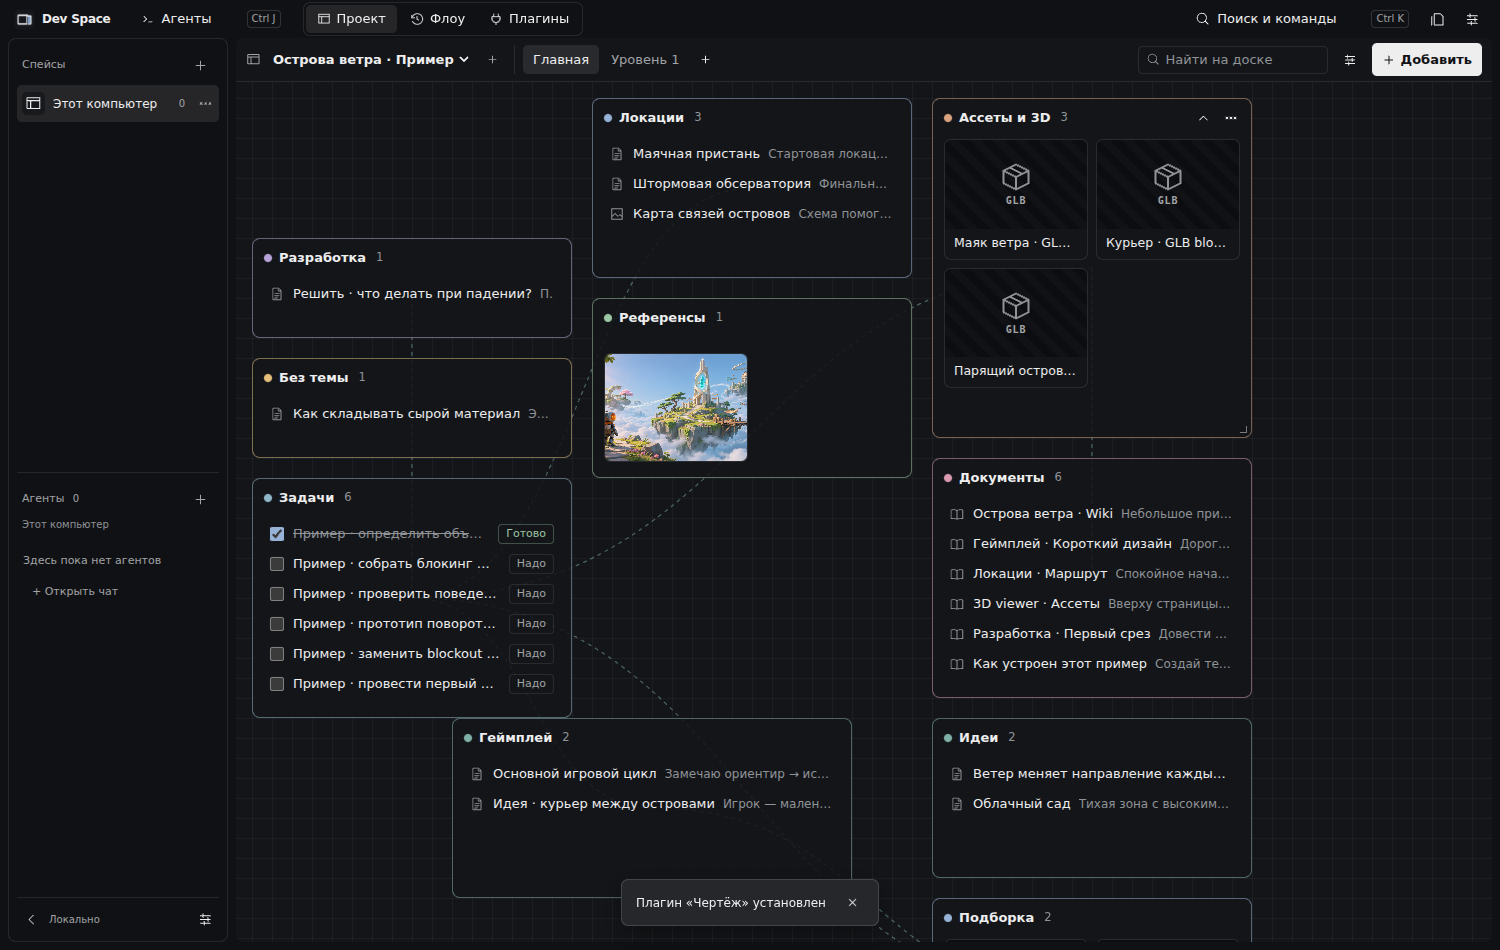 Dev Space
Агенты
Ctrl J
Проект
Флоу
Плагины
Поиск и команды
Ctrl K
Спейсы
Этот компьютер 0
Агенты 0
Этот компьютер
Здесь пока нет агентов
+ Открыть чат
Локально
Острова ветра · Пример
Главная
Уровень 1
Найти на доске
Добавить
Разработка 1
Решить · что делать при падении? П.
Без темы 1
Как складывать сырой материал Э…
Задачи 6
Пример · определить объ… Готово
Пример · собрать блокинг … Надо
Пример · проверить поведе… Надо
Пример · прототип поворот… Надо
Пример · заменить blockout … Надо
Пример · провести первый … Надо
Локации 3
Маячная пристань Стартовая локац…
Штормовая обсерватория Финальн…
Карта связей островов Схема помог…
Референсы 1
Геймплей 2
Основной игровой цикл Замечаю ориентир → ис…
Идея · курьер между островами Игрок — мален…
Ассеты и 3D 3
GLB
GLB
Маяк ветра · GL…
Курьер · GLB blo…
GLB
Парящий остров…
Документы 6
Острова ветра · Wiki Небольшое при…
Геймплей · Короткий дизайн Дорог…
Локации · Маршрут Спокойное нача…
3D viewer · Ассеты Вверху страницы…
Разработка · Первый срез Довести …
Как устроен этот пример Создай те…
Идеи 2
Ветер меняет направление кажды…
Облачный сад Тихая зона с высоким…
Подборка 2
Плагин «Чертёж» установлен